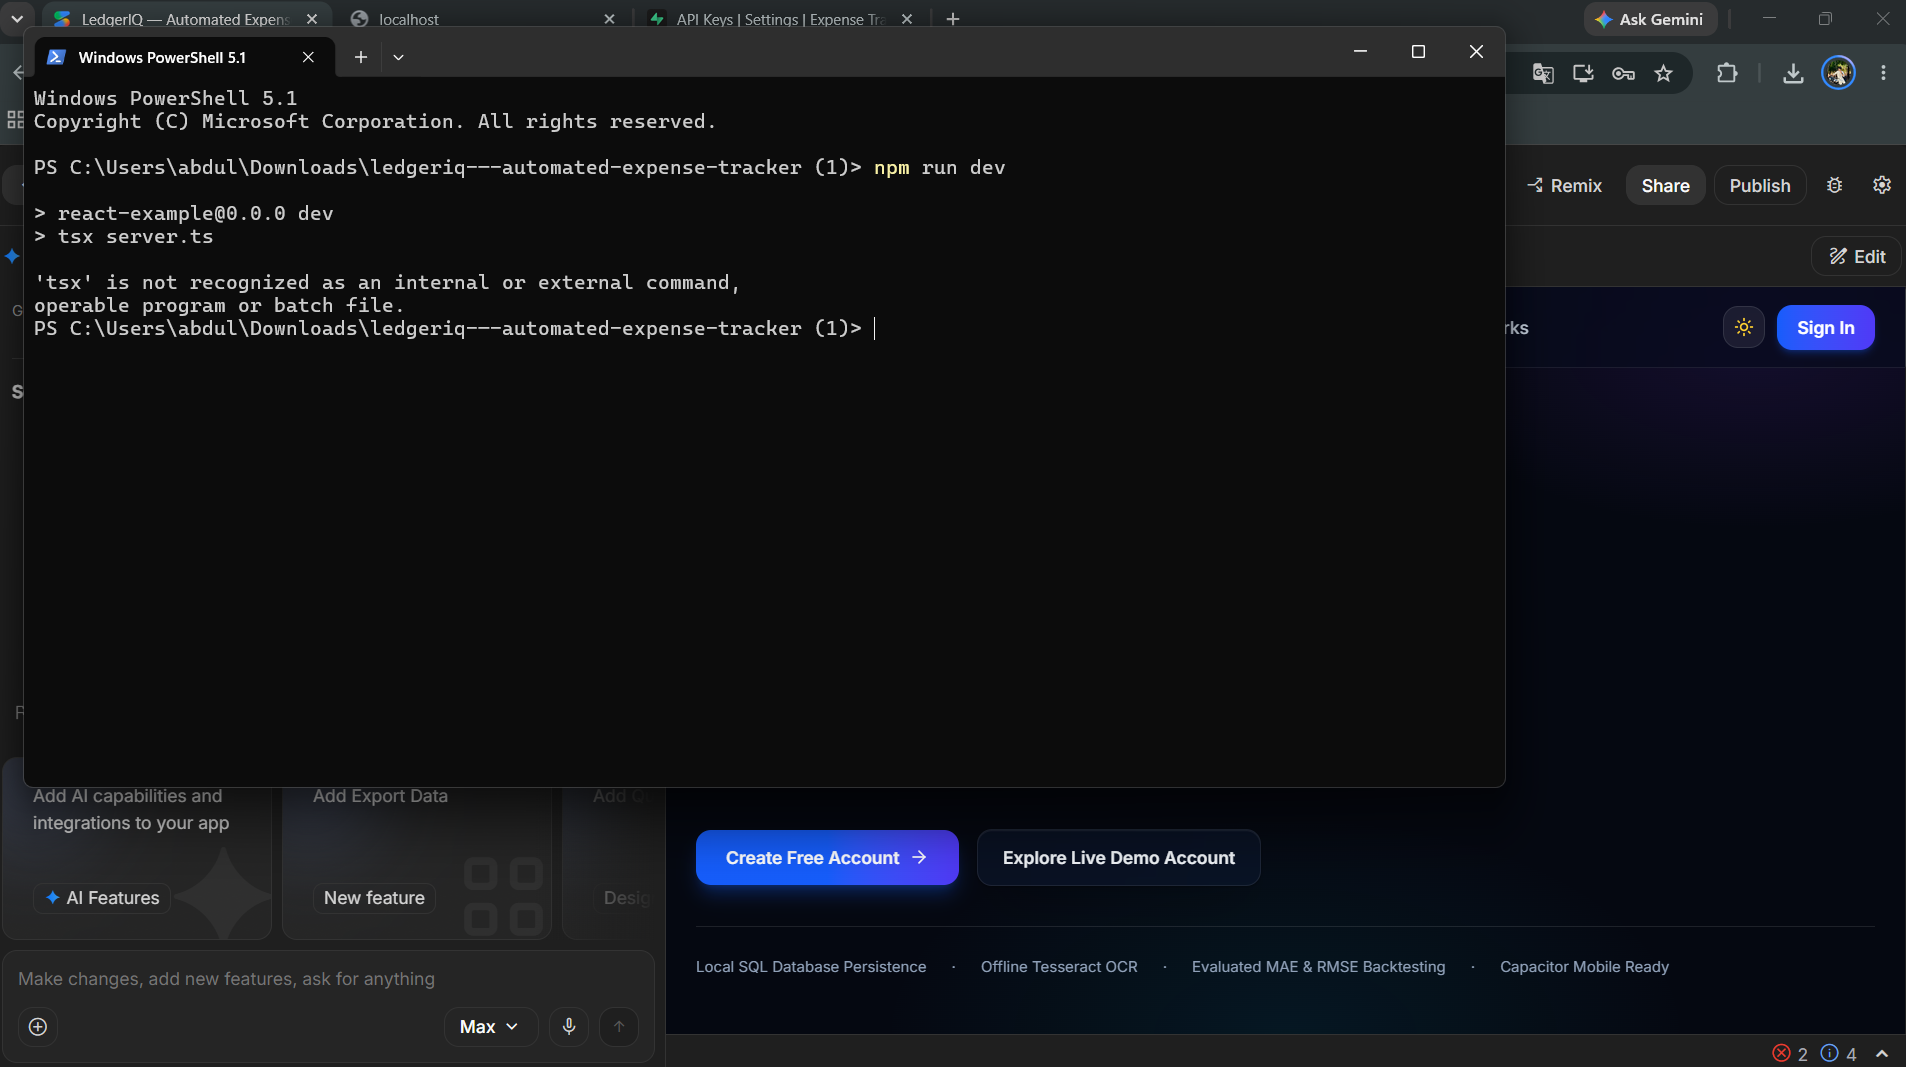 LedgerIQ — Automated Expens
localhost
API Keys | Settings | Expense Tra
Ask Gemini
Windows PowerShell 5.1
Windows PowerShell 5.1
Copyright (C) Microsoft Corporation. All rights reserved.
PS C:\Users\abdul\Downloads\ledgeriq---automated-expense-tracker (1)> npm run dev
> react-example@0.0.0 dev
> tsx server.ts
'tsx' is not recognized as an internal or external command,
operable program or batch file.
PS C:\Users\abdul\Downloads\ledgeriq---automated-expense-tracker (1)>
Remix
Share
Publish
Edit
rks
Sign In
Add AI capabilities and
integrations to your app
AI Features
Add Export Data
New feature
Add
Desig
Make changes, add new features, ask for anything
Max
Create Free Account →
Explore Live Demo Account
Local SQL Database Persistence · Offline Tesseract OCR · Evaluated MAE & RMSE Backtesting · Capacitor Mobile Ready
2
4